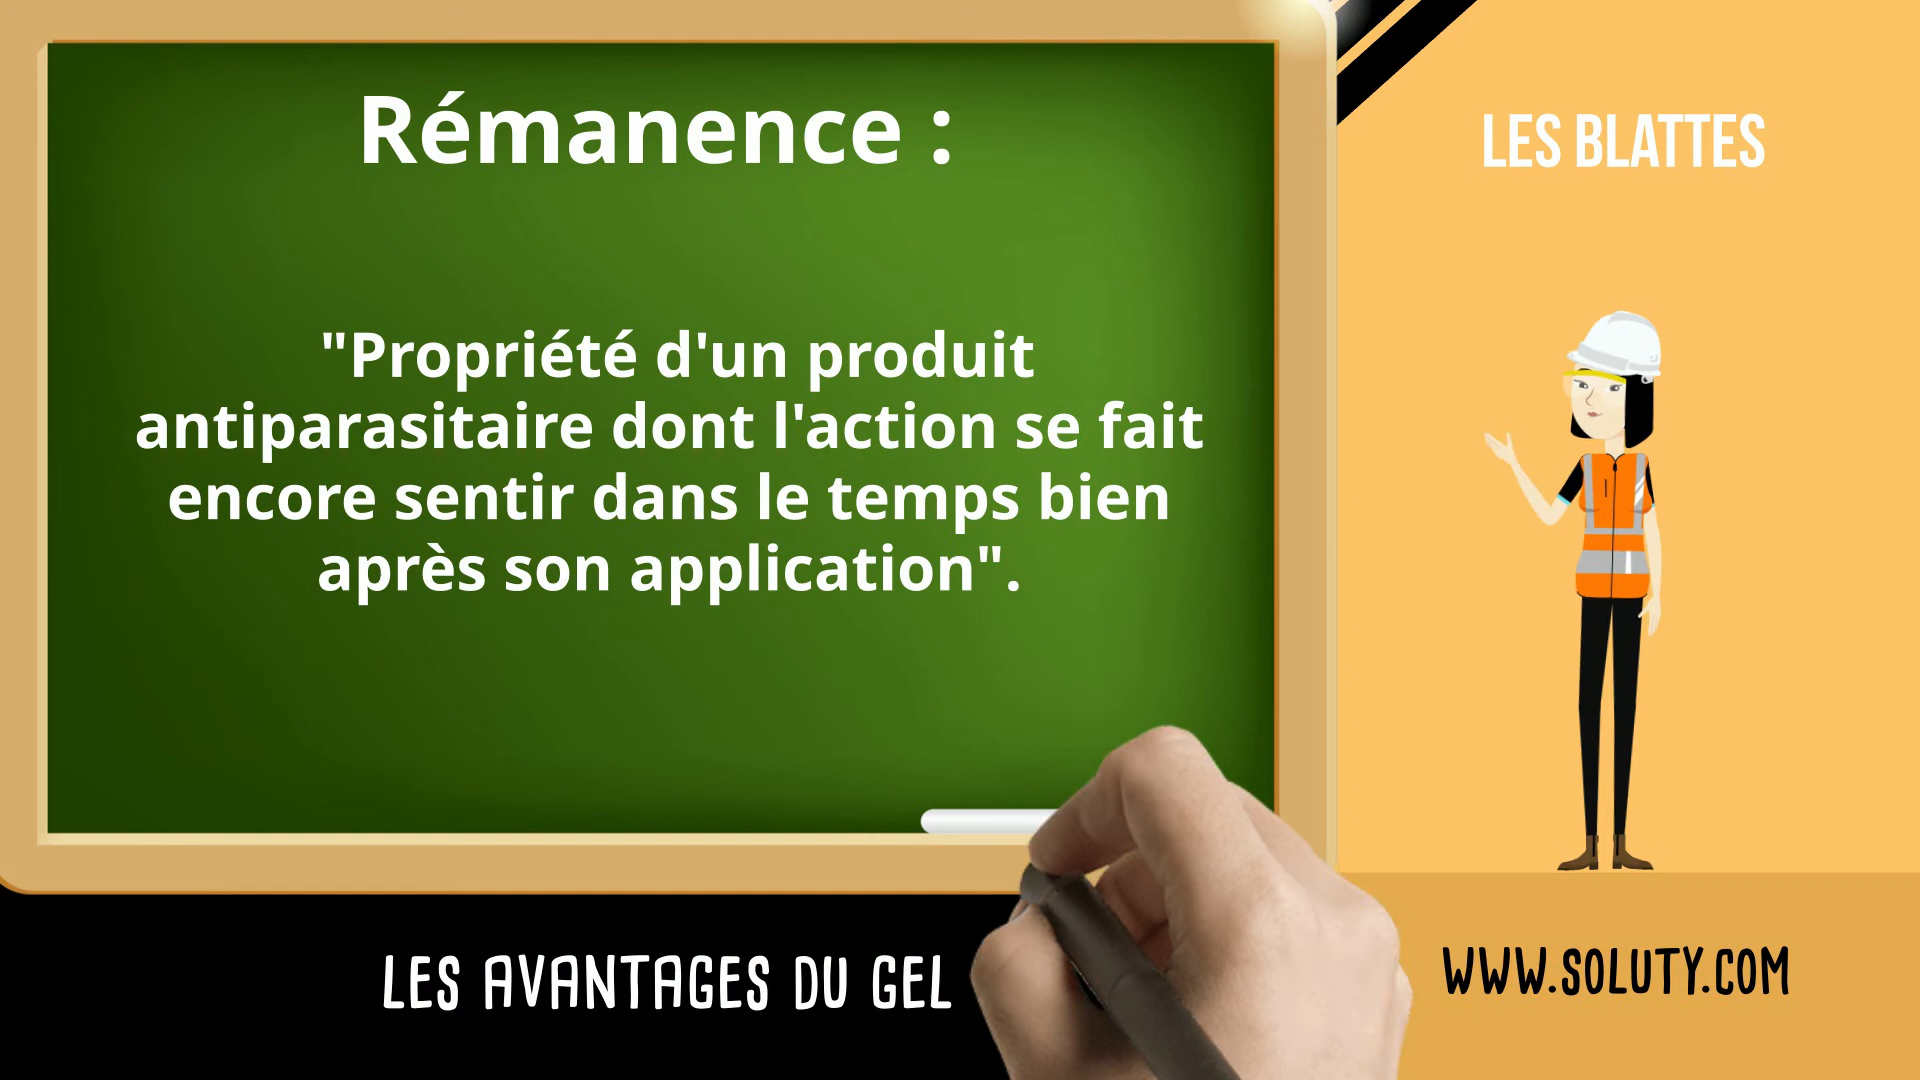 Rémanence :
"Propriété d'un produit
antiparasitaire dont l'action se fait
encore sentir dans le temps bien
après son application".
LES BLATTES
LES AVANTAGES DU GEL
WWW.SOLUTY.COM